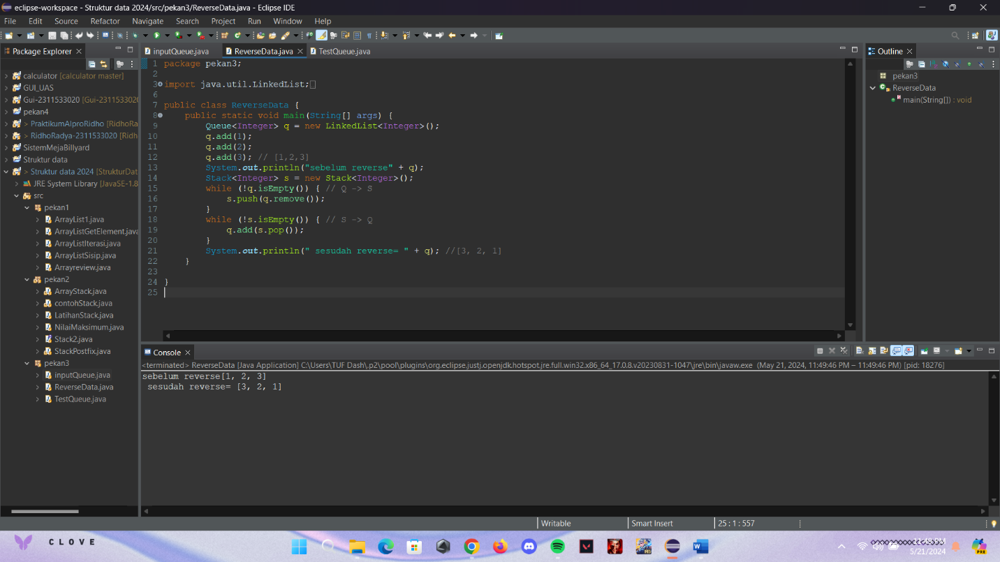 eclipse-workspace - Struktur data 2024/src/pekan3/ReverseData.java - Eclipse IDE
File Edit Source Refactor Navigate Search Project Run Window Help
Package Explorer
calculator [calculator master]
GUI_UAS
Gui-2311533020 [Gui-2311533020
pekan4
> PraktikumAlproRidho [RidhoRa
> RidhoRadya-2311533020 [Ridh
SistemMejaBillyard
Struktur data
> Struktur data 2024 [StrukturDat
JRE System Library [JavaSE-1.8
src
pekan1
ArrayList1.java
ArrayListGetElement.java
ArrayListIterasi.java
ArrayListSisip.java
Arrayreview.java
pekan2
ArrayStack.java
contohStack.java
LatihanStack.java
NilaiMaksimum.java
Stack2.java
StackPostfix.java
pekan3
inputQueue.java
ReverseData.java
TestQueue.java
inputQueue.java ReverseData.java TestQueue.java
1 package pekan3;
2
3 import java.util.LinkedList;
6
7 public class ReverseData {
8 public static void main(String[] args) {
9 Queue<Integer> q = new LinkedList<Integer>();
10 q.add(1);
11 q.add(2);
12 q.add(3); // [1,2,3]
13 System.out.println("sebelum reverse" + q);
14 Stack<Integer> s = new Stack<Integer>();
15 while (!q.isEmpty()) { // Q -> S
16 s.push(q.remove());
17 }
18 while (!s.isEmpty()) { // S -> Q
19 q.add(s.pop());
20 }
21 System.out.println(" sesudah reverse= " + q); //[3, 2, 1]
22 }
23
24 }
25
Outline
pekan3
ReverseData
main(String[]) : void
Console
<terminated> ReverseData [Java Application] C:\Users\TUF Dash\.p2\pool\plugins\org.eclipse.justj.openjdk.hotspot.jre.full.win32.x86_64_17.0.8.v20230831-1047\jre\bin\javaw.exe (May 21, 2024, 11:49:46 PM – 11:49:46 PM) [pid: 18276]
sebelum reverse[1, 2, 3]
sesudah reverse= [3, 2, 1]
Writable Smart Insert 25 : 1 : 557
CLOVE
5/21/2024
PRE